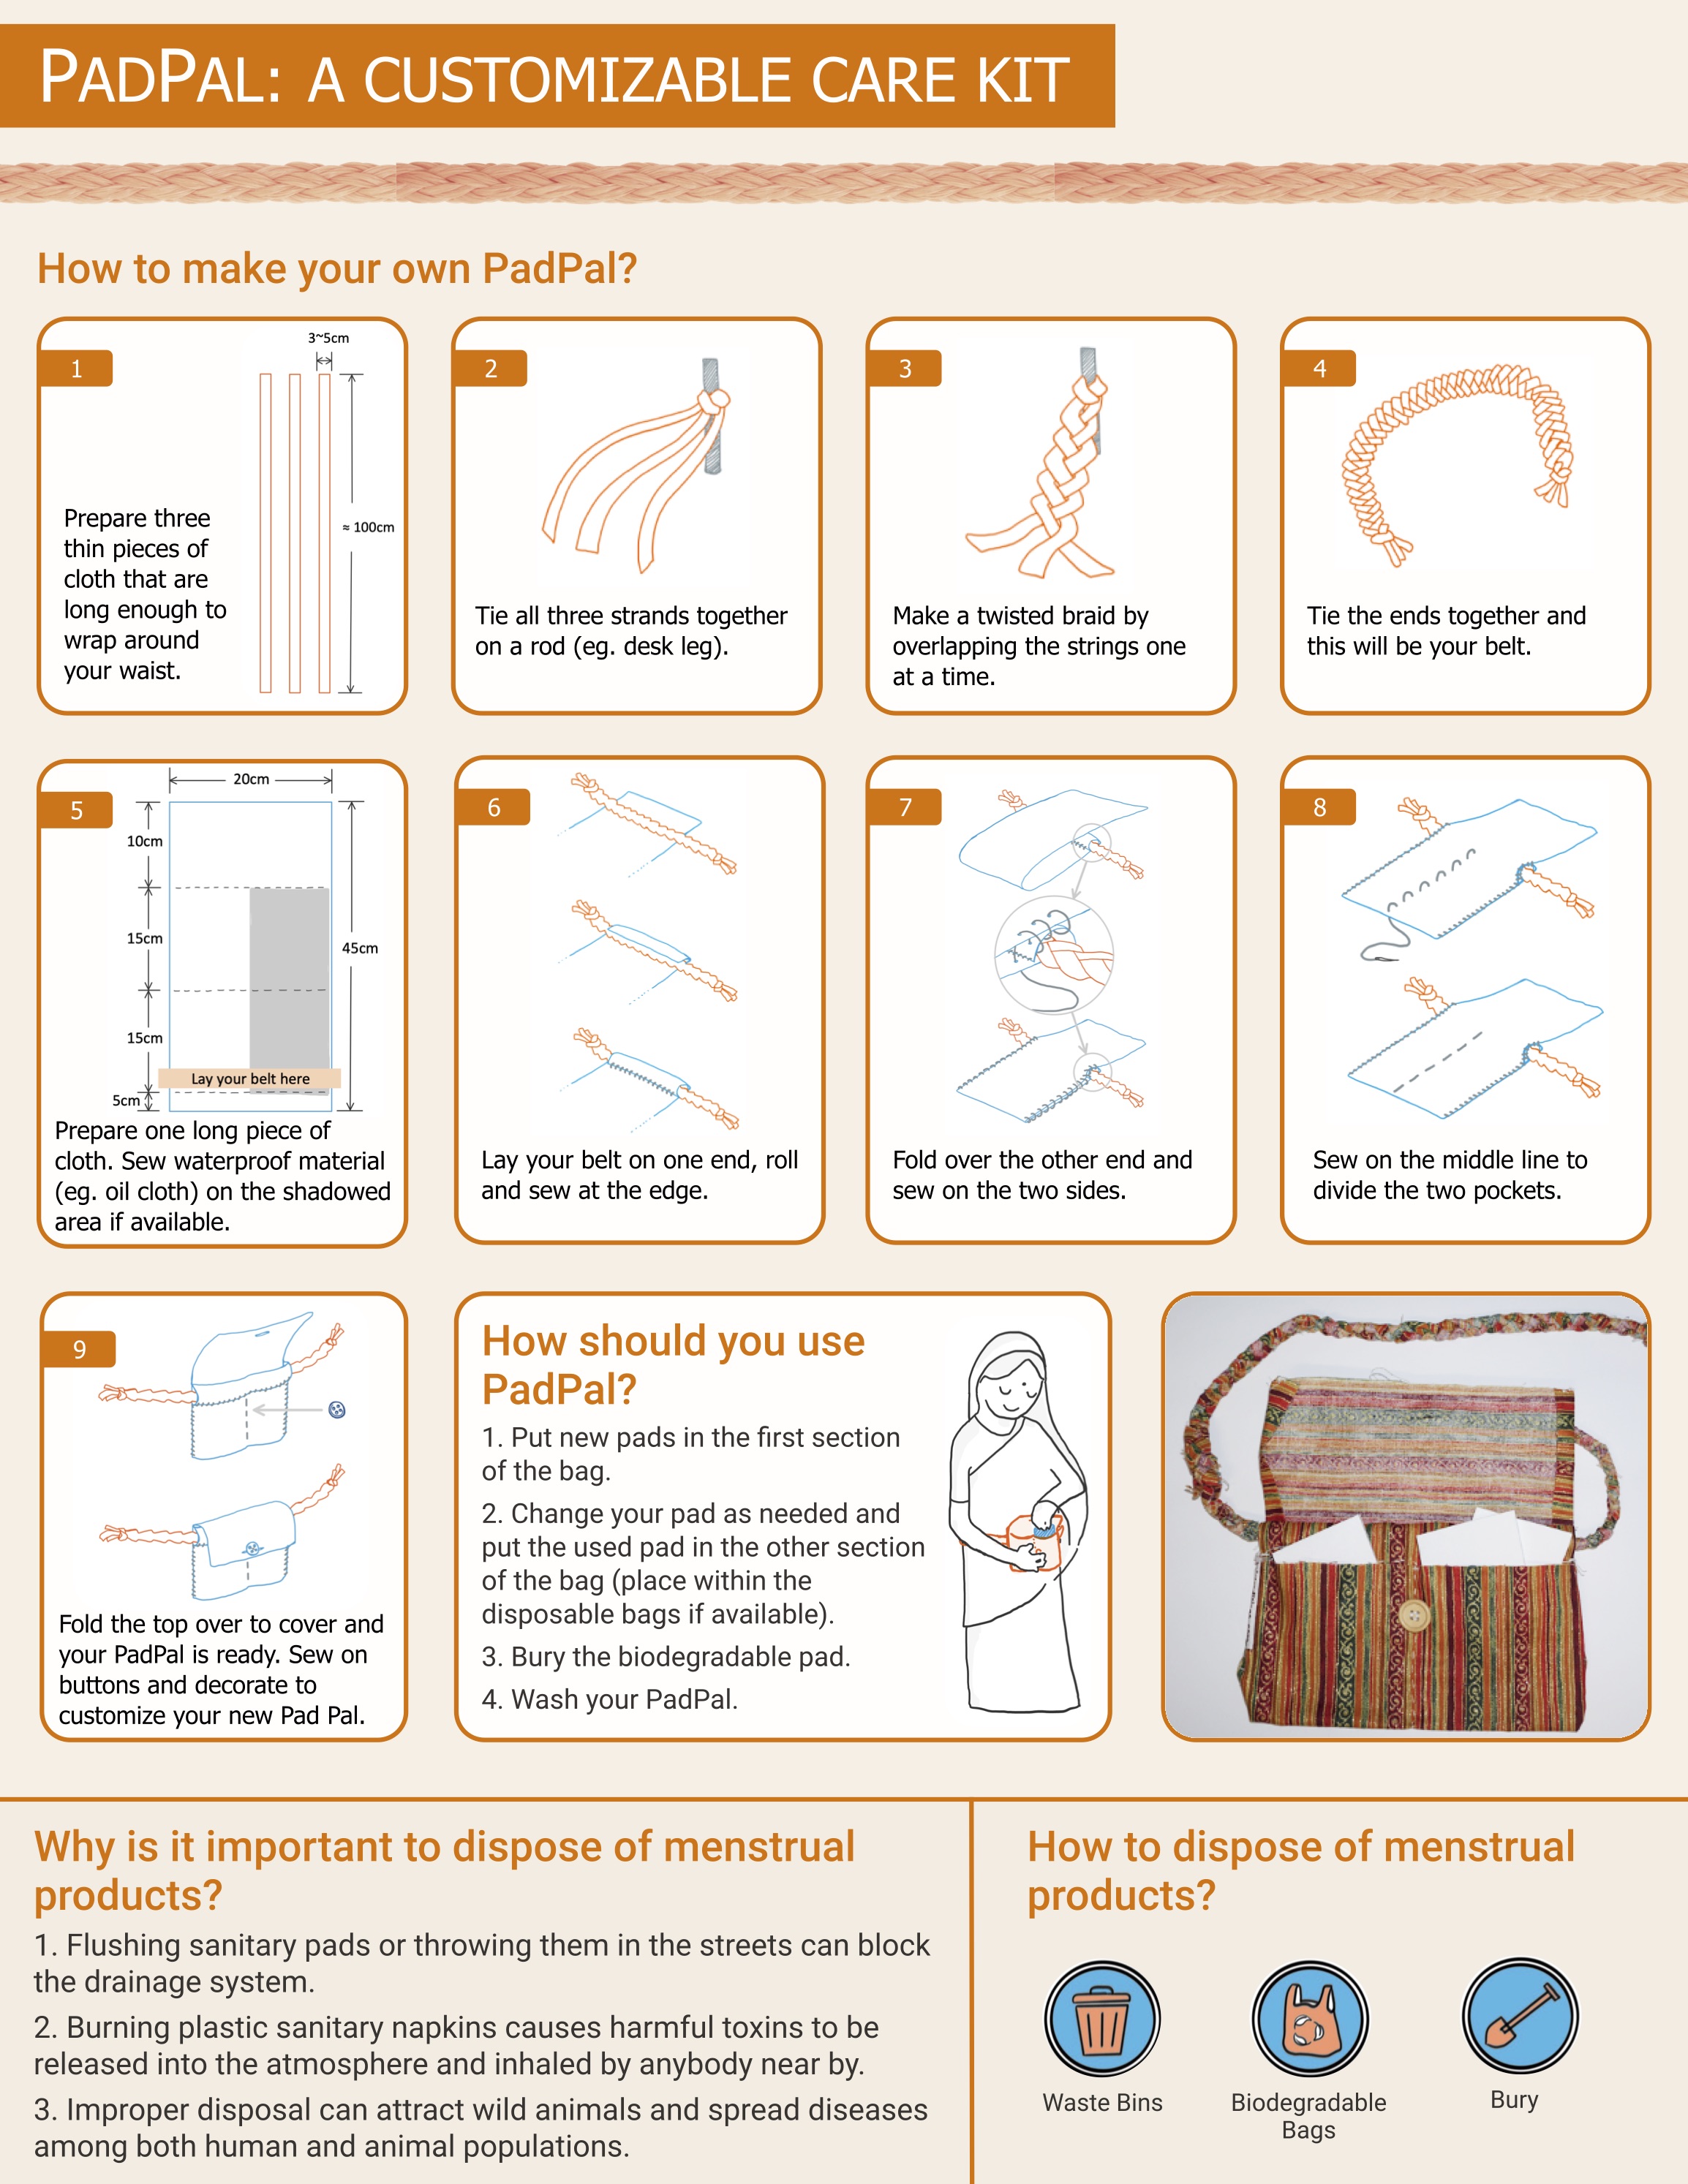 PADPAL: A CUSTOMIZABLE CARE KIT
How to make your own PadPal?
1
3~5cm
≈ 100cm
Prepare three
thin pieces of
cloth that are
long enough to
wrap around
your waist.
2
Tie all three strands together
on a rod (eg. desk leg).
3
Make a twisted braid by
overlapping the strings one
at a time.
4
Tie the ends together and
this will be your belt.
5
20cm
10cm
15cm
45cm
15cm
Lay your belt here
5cm
Prepare one long piece of
cloth. Sew waterproof material
(eg. oil cloth) on the shadowed
area if available.
6
Lay your belt on one end, roll
and sew at the edge.
7
Fold over the other end and
sew on the two sides.
8
Sew on the middle line to
divide the two pockets.
9
Fold the top over to cover and
your PadPal is ready. Sew on
buttons and decorate to
customize your new Pad Pal.
How should you use
PadPal?
1. Put new pads in the first section
of the bag.
2. Change your pad as needed and
put the used pad in the other section
of the bag (place within the
disposable bags if available).
3. Bury the biodegradable pad.
4. Wash your PadPal.
Why is it important to dispose of menstrual
products?
1. Flushing sanitary pads or throwing them in the streets can block
the drainage system.
2. Burning plastic sanitary napkins causes harmful toxins to be
released into the atmosphere and inhaled by anybody near by.
3. Improper disposal can attract wild animals and spread diseases
among both human and animal populations.
How to dispose of menstrual
products?
Waste Bins
Biodegradable
Bags
Bury